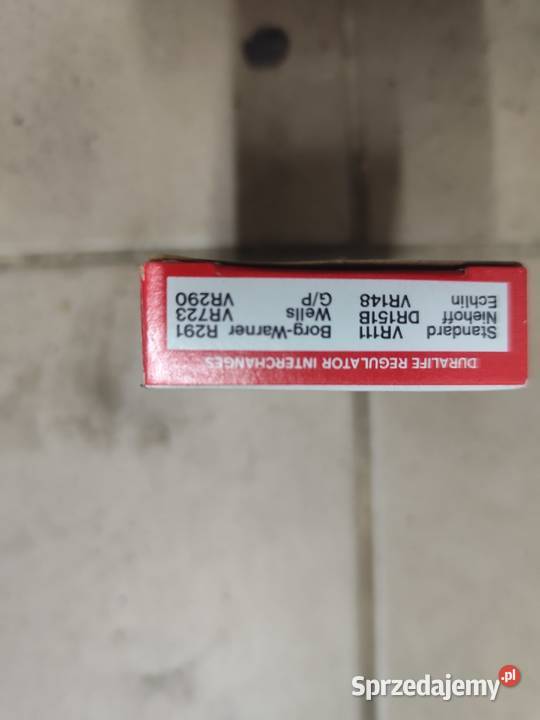 DURALIFE REGULATOR INTERCHANGES
Standard VR111 Borg-Warner R291
Niehoff DR151B Wells VR723
Echlin VR148 G/P VR290
Sprzedajemy.pl